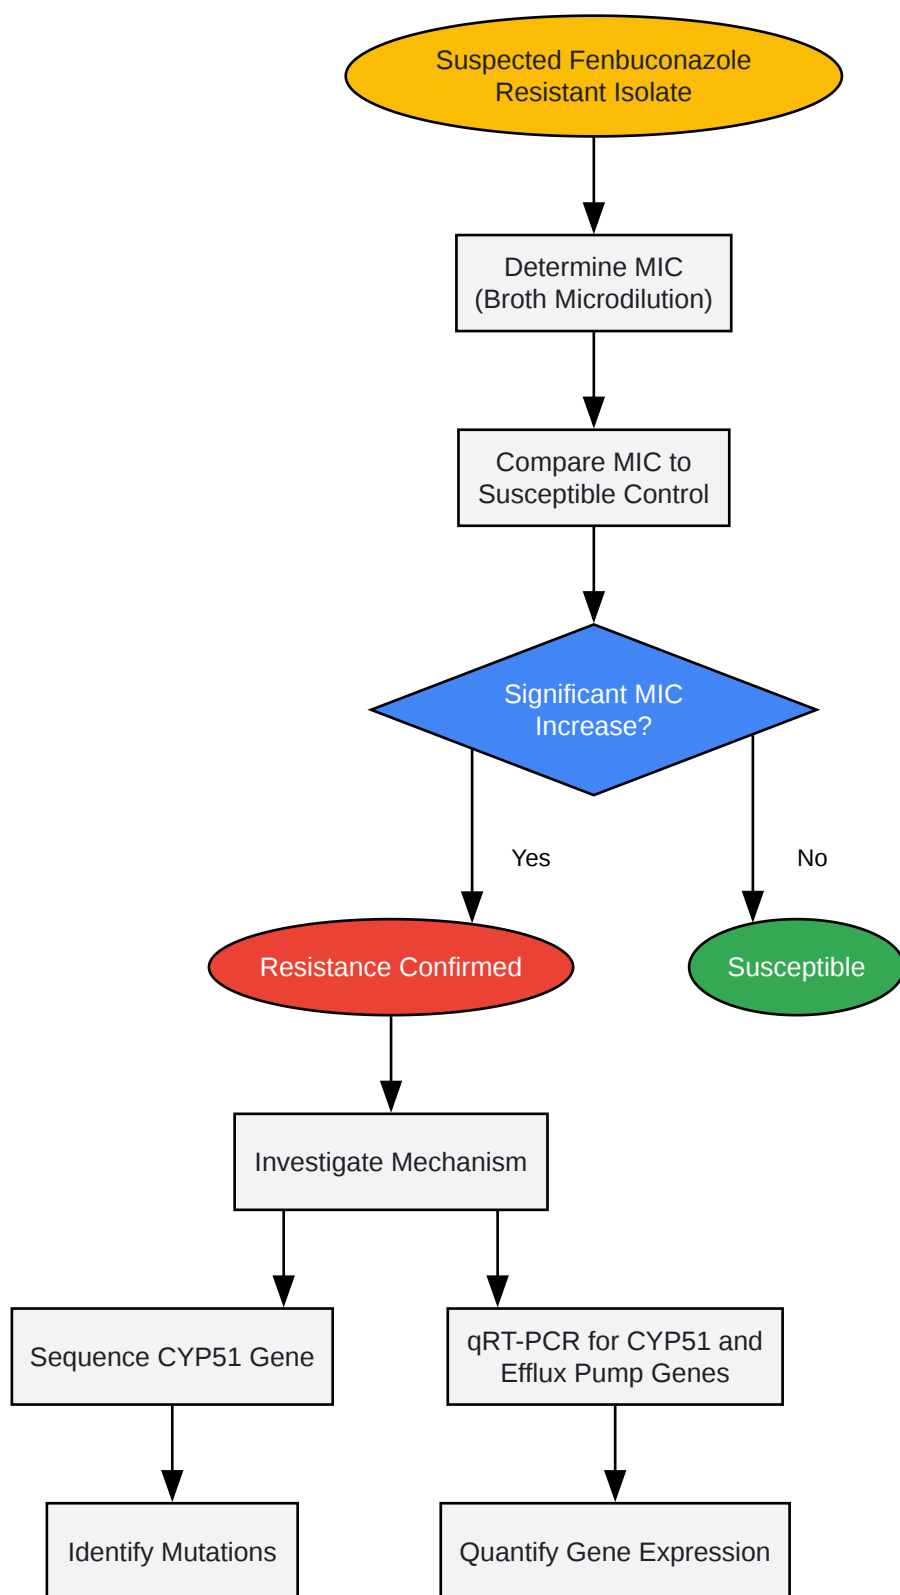 Suspected Fenbuconazole
Resistant Isolate
Determine MIC
(Broth Microdilution)
Compare MIC to
Susceptible Control
Significant MIC
Increase?
Yes
No
Resistance Confirmed
Susceptible
Investigate Mechanism
Sequence CYP51 Gene
qRT-PCR for CYP51 and
Efflux Pump Genes
Identify Mutations
Quantify Gene Expression